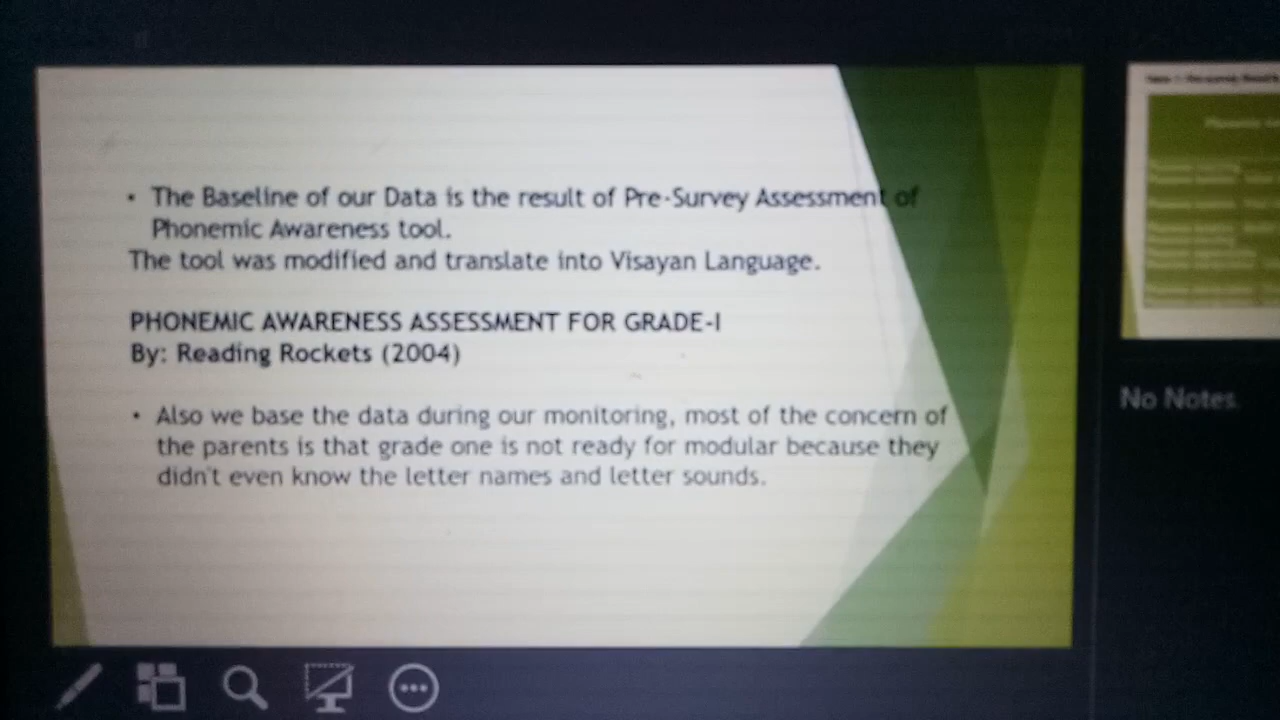 The Baseline of our Data is the result of Pre-Survey Assessment of
Phonemic Awareness tool.
The tool was modified and translate into Visayan Language.
PHONEMIC AWARENESS ASSESSMENT FOR GRADE-I
By: Reading Rockets (2004)
Also we base the data during our monitoring, most of the concern of
the parents is that grade one is not ready for modular because they
didn't even know the letter names and letter sounds.
No Notes.